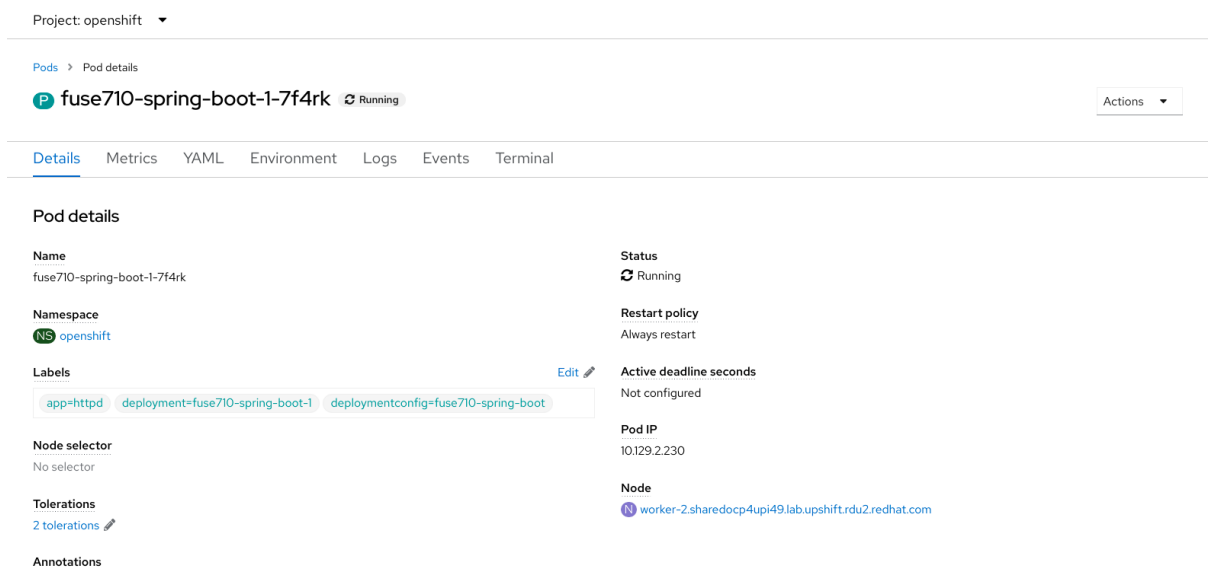 Project: openshift
Pods > Pod details
P fuse710-spring-boot-1-7f4rk Running
Actions
Details Metrics YAML Environment Logs Events Terminal
Pod details
Name
fuse710-spring-boot-1-7f4rk
Namespace
NS openshift
Labels Edit
app=httpd deployment=fuse710-spring-boot-1 deploymentconfig=fuse710-spring-boot
Node selector
No selector
Tolerations
2 tolerations
Annotations
Status
Running
Restart policy
Always restart
Active deadline seconds
Not configured
Pod IP
10.129.2.230
Node
N worker-2.sharedocp4upi49.lab.upshift.rdu2.redhat.com